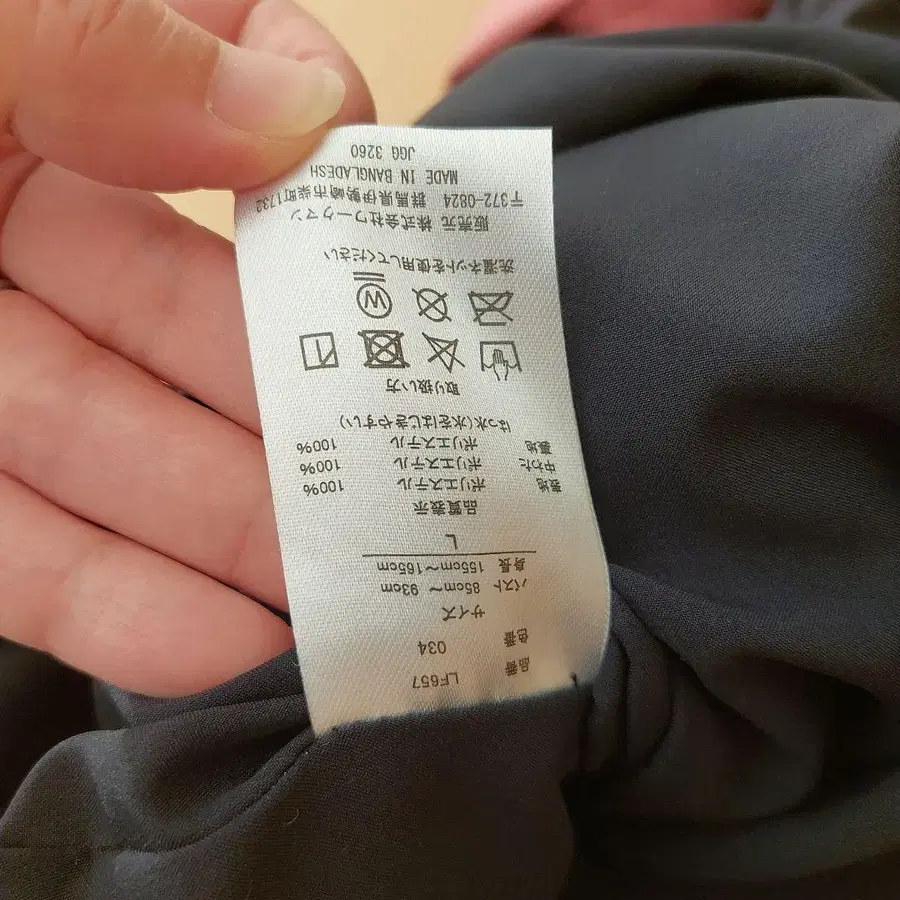 品番 LF657
色番 034
サイズ
バスト 85cm～93cm
身長 155cm～165cm
L
品質表示
表地 ポリエステル 100%
中わた ポリエステル 100%
裏地 ポリエステル 100%
はっ水(水をはじきやすい)
取り扱い方
W
洗濯ネットを使用してください
販売元 株式会社ワークマン
〒372-0824 群馬県伊勢崎市柴町1732
MADE IN BANGLADESH
JGG 3260